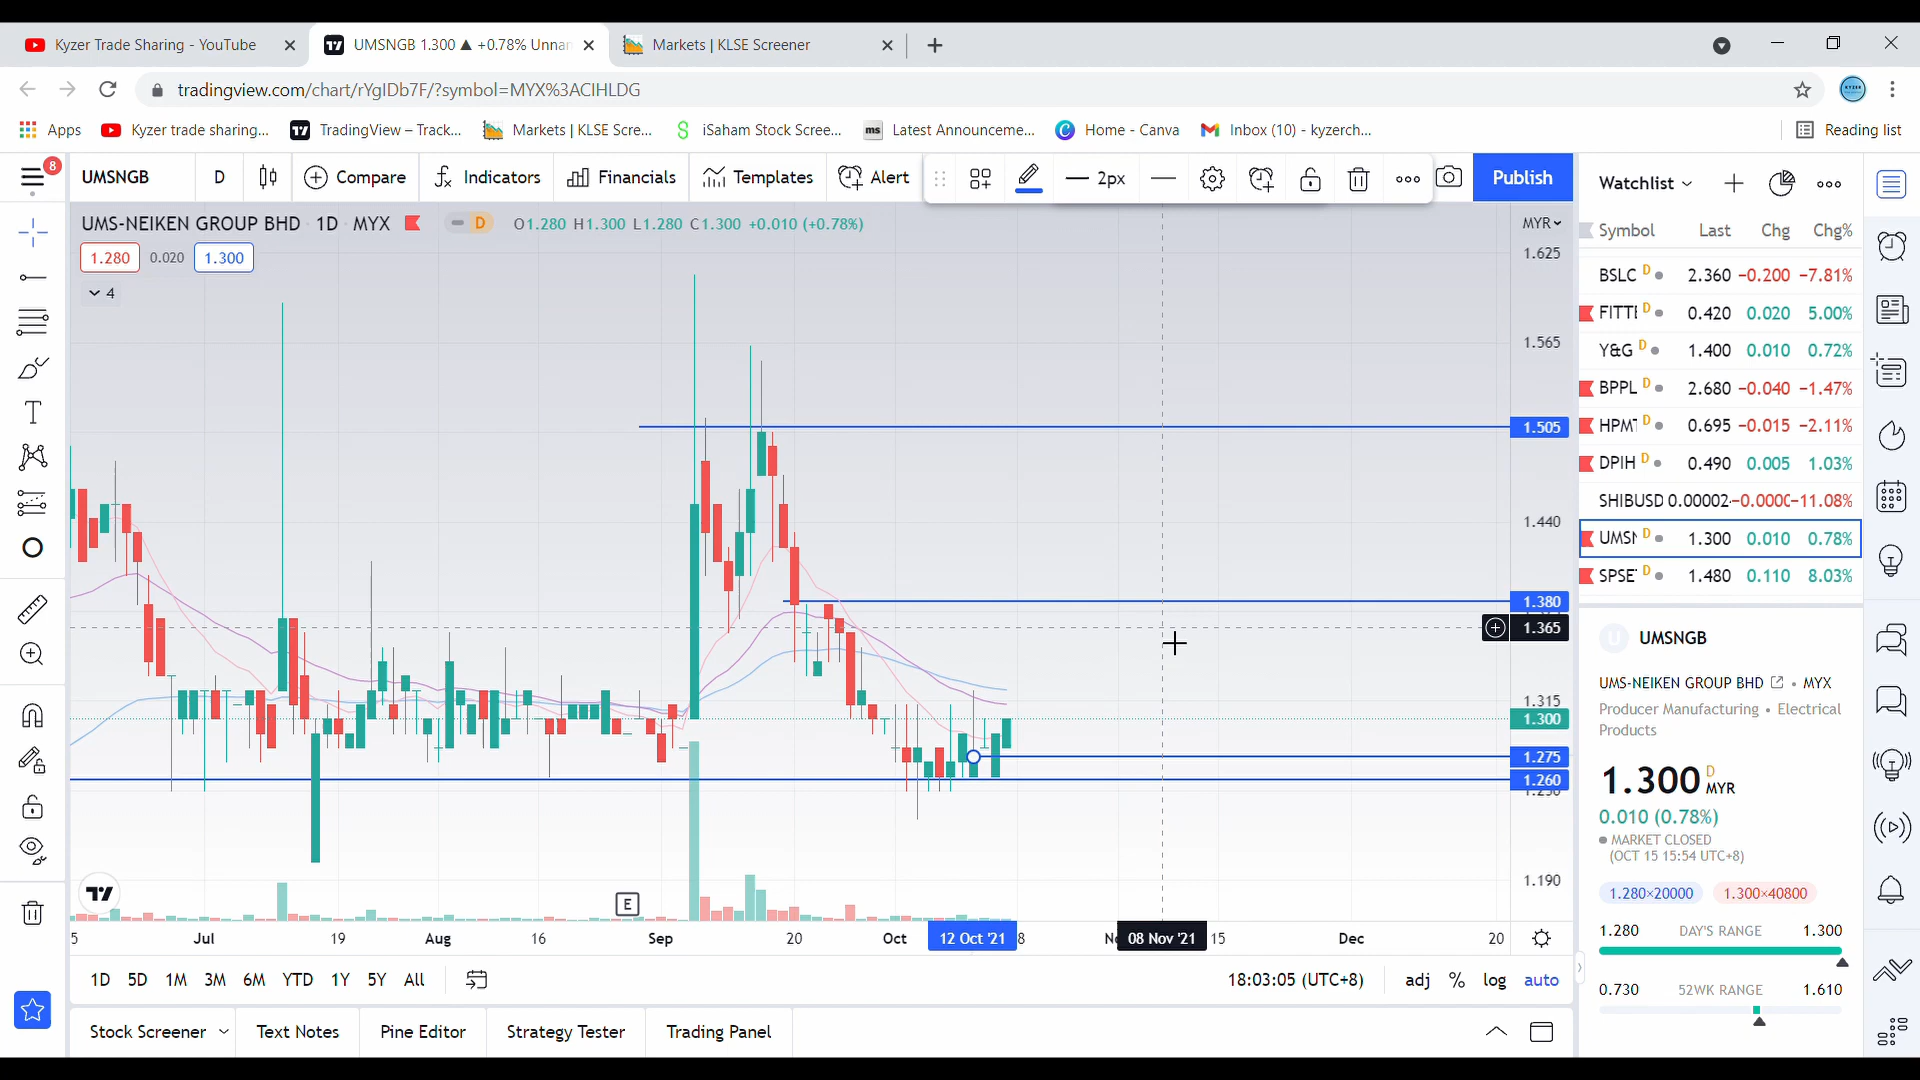 Kyzer Trade Sharing - YouTube
UMSNGB 1.300 ▲ +0.78% Unnan
Markets | KLSE Screener
tradingview.com/chart/rYgIDb7F/?symbol=MYX%3ACIHLDG
Apps
Kyzer trade sharing...
TradingView – Track...
Markets | KLSE Scre...
iSaham Stock Scree...
ms Latest Announceme...
Home - Canva
Inbox (10) - kyzerch...
Reading list
8
UMSNGB
D
Compare
Indicators
Financials
Templates
Alert
2px
Publish
Watchlist
UMS-NEIKEN GROUP BHD 1D MYX
D
O1.280 H1.300 L1.280 C1.300 +0.010 (+0.78%)
MYR
1.280 0.020 1.300
4
Symbol Last Chg Chg%
BSLC D 2.360 −0.200 −7.81%
FITTI D 0.420 0.020 5.00%
Y&G D 1.400 0.010 0.72%
BPPL D 2.680 −0.040 −1.47%
HPMT D 0.695 −0.015 −2.11%
DPIH D 0.490 0.005 1.03%
SHIBUSD 0.00002 −0.000 −11.08%
UMSN D 1.300 0.010 0.78%
SPSE D 1.480 0.110 8.03%
1.625
1.565
1.505
1.440
1.380
1.365
1.315
1.300
1.275
1.260
1.190
UMSNGB
UMS-NEIKEN GROUP BHD • MYX
Producer Manufacturing • Electrical
Products
1.300 D MYR
0.010 (0.78%)
MARKET CLOSED
(OCT 15 15:54 UTC+8)
1.280×20000 1.300×40800
1.280 DAY'S RANGE 1.300
0.730 52WK RANGE 1.610
E
5 Jul 19 Aug 16 Sep 20 Oct 12 Oct '21 8 08 Nov '21 15 Dec 20
1D 5D 1M 3M 6M YTD 1Y 5Y All
18:03:05 (UTC+8) adj % log auto
Stock Screener Text Notes Pine Editor Strategy Tester Trading Panel